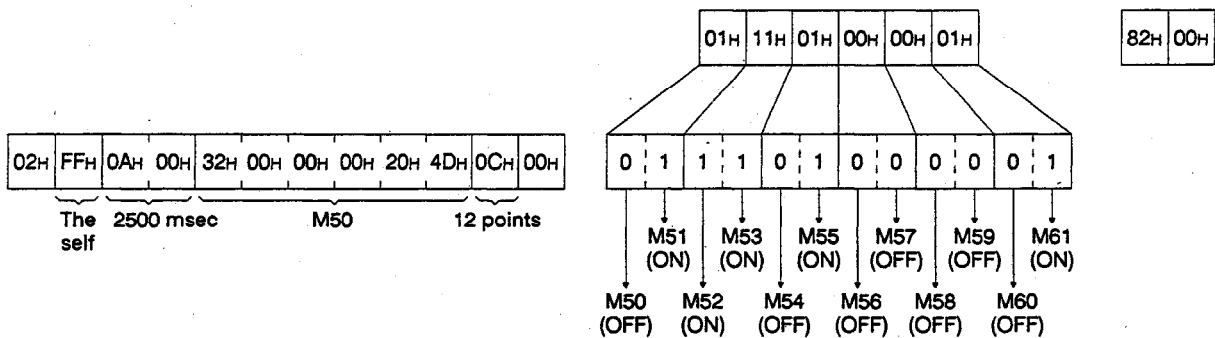 01H 11H 01H 00H 00H 01H
82H 00H
02H FFH 0AH 00H 32H 00H 00H 00H 20H 4DH 0CH 00H
0 1 1 1 0 1 0 0 0 0 0 1
The self
2500 msec
M50
12 points
M51 (ON)
M53 (ON)
M55 (ON)
M57 (OFF)
M59 (OFF)
M61 (ON)
M50 (OFF)
M52 (ON)
M54 (OFF)
M56 (OFF)
M58 (OFF)
M60 (OFF)